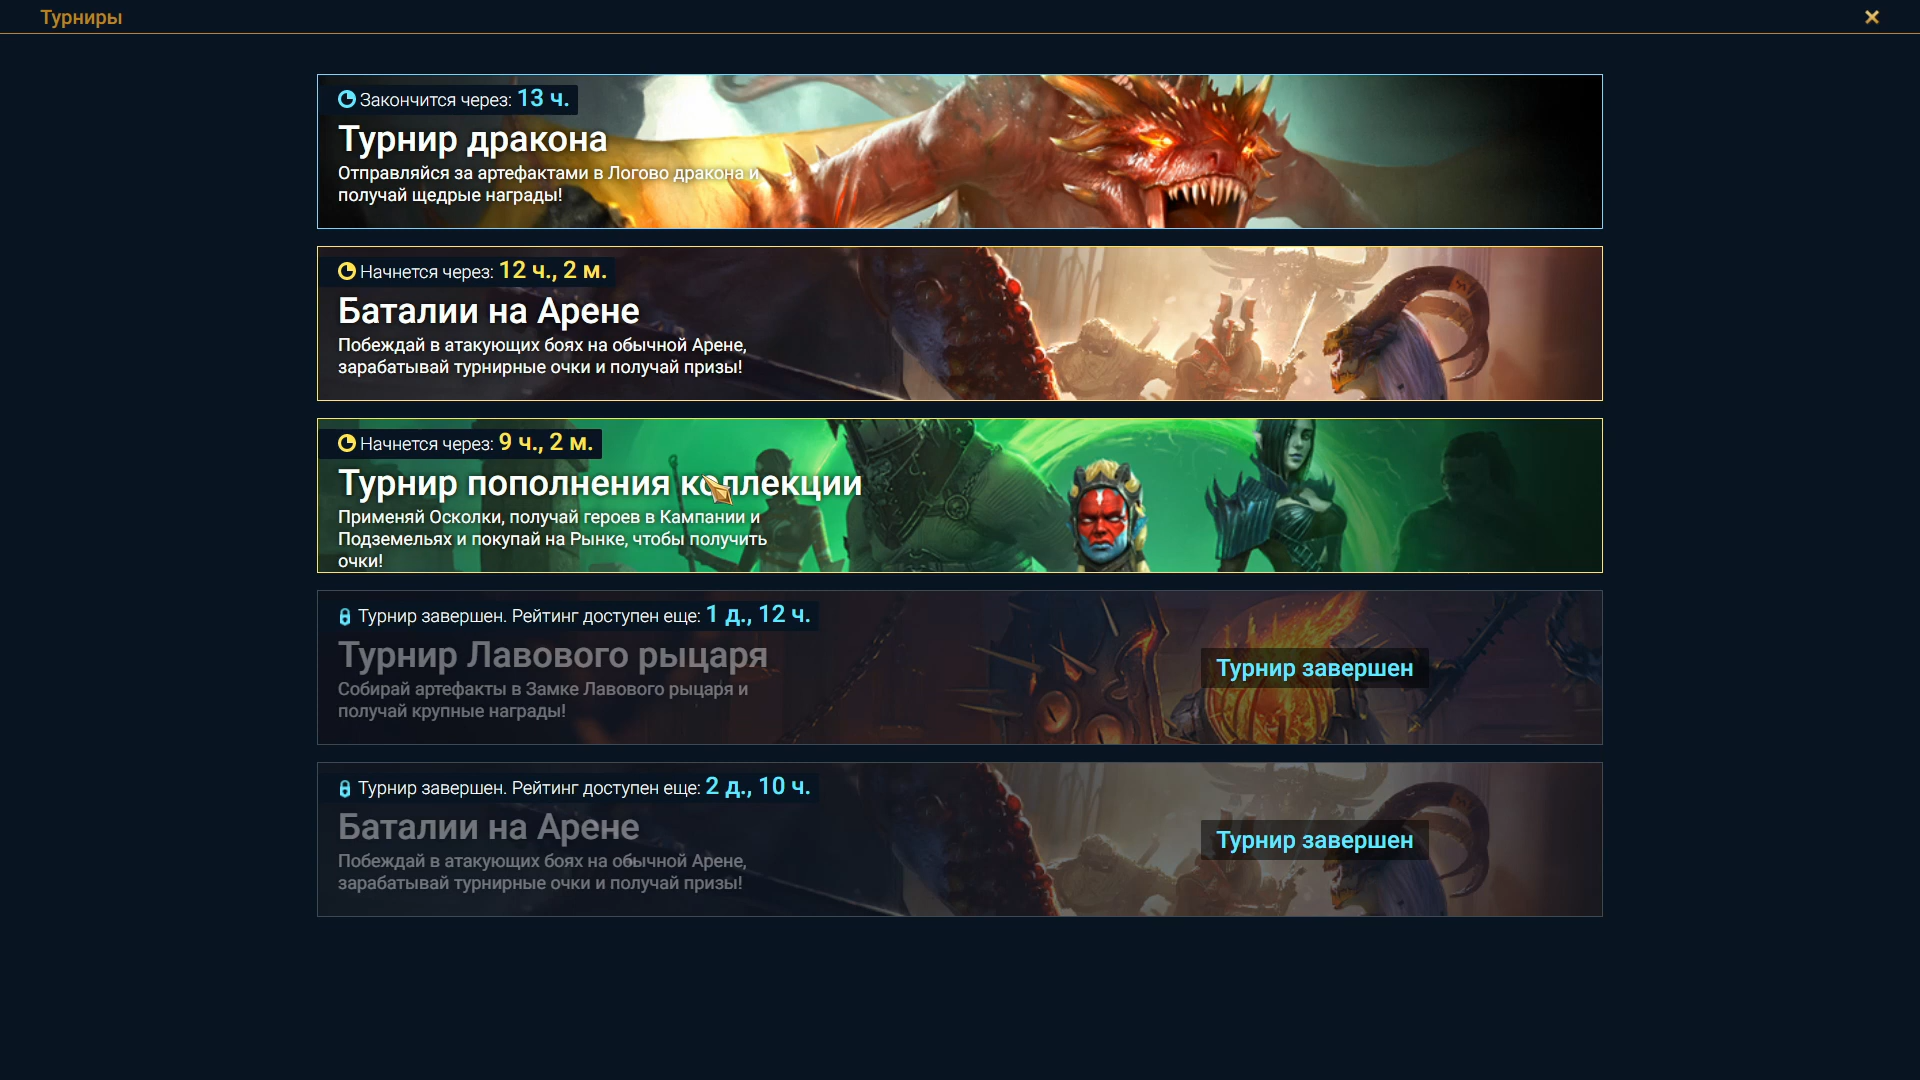 Турниры
Закончится через: 13 ч.
Турнир дракона
Отправляйся за артефактами в Логово дракона и
получай щедрые награды!
Начнется через: 12 ч., 2 м.
Баталии на Арене
Побеждай в атакующих боях на обычной Арене,
зарабатывай турнирные очки и получай призы!
Начнется через: 9 ч., 2 м.
Турнир пополнения коллекции
Применяй Осколки, получай героев в Кампании и
Подземельях и покупай на Рынке, чтобы получить
очки!
Турнир завершен. Рейтинг доступен еще: 1 д., 12 ч.
Турнир Лавового рыцаря
Собирай артефакты в Замке Лавового рыцаря и
получай крупные награды!
Турнир завершен
Турнир завершен. Рейтинг доступен еще: 2 д., 10 ч.
Баталии на Арене
Побеждай в атакующих боях на обычной Арене,
зарабатывай турнирные очки и получай призы!
Турнир завершен